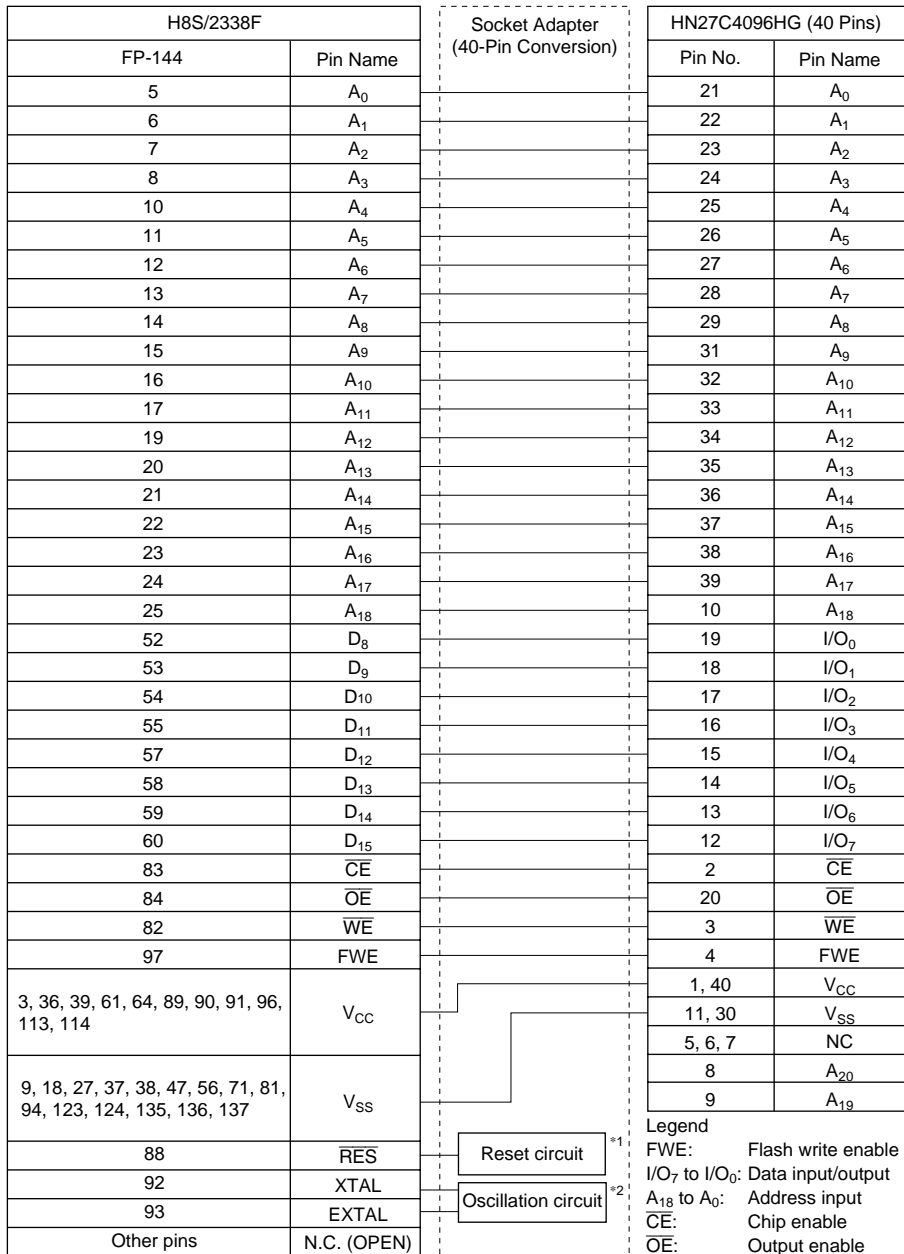 H8S/2338F Socket Adapter (40-Pin Conversion) HN27C4096HG (40 Pins)
FP-144 Pin Name Pin No. Pin Name
5 A0 21 A0
6 A1 22 A1
7 A2 23 A2
8 A3 24 A3
10 A4 25 A4
11 A5 26 A5
12 A6 27 A6
13 A7 28 A7
14 A8 29 A8
15 A9 31 A9
16 A10 32 A10
17 A11 33 A11
19 A12 34 A12
20 A13 35 A13
21 A14 36 A14
22 A15 37 A15
23 A16 38 A16
24 A17 39 A17
25 A18 10 A18
52 D8 19 I/O0
53 D9 18 I/O1
54 D10 17 I/O2
55 D11 16 I/O3
57 D12 15 I/O4
58 D13 14 I/O5
59 D14 13 I/O6
60 D15 12 I/O7
83 C̅E̅ 2 C̅E̅
84 O̅E̅ 20 O̅E̅
82 W̅E̅ 3 W̅E̅
97 FWE 4 FWE
3, 36, 39, 61, 64, 89, 90, 91, 96,
113, 114 VCC
1, 40 VCC
11, 30 VSS
5, 6, 7 NC
8 A20
9 A19
9, 18, 27, 37, 38, 47, 56, 71, 81,
94, 123, 124, 135, 136, 137 VSS
88 R̅E̅S̅ Reset circuit *1
92 XTAL Oscillation circuit *2
93 EXTAL
Other pins N.C. (OPEN)
Legend
FWE: Flash write enable
I/O7 to I/O0: Data input/output
A18 to A0: Address input
C̅E̅: Chip enable
O̅E̅: Output enable